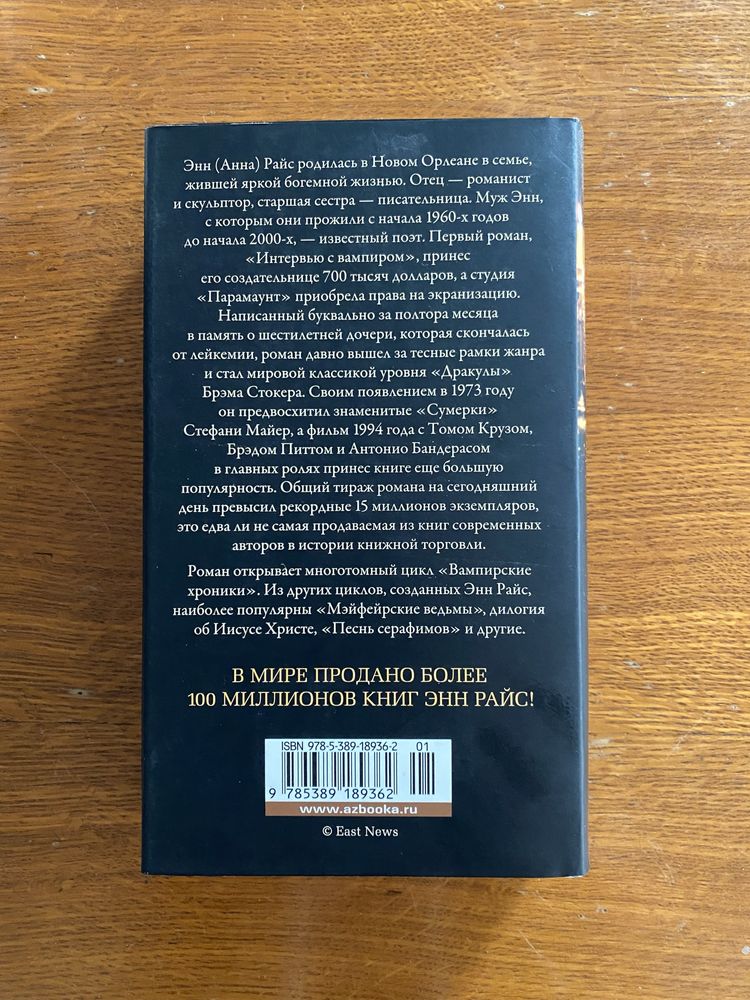 Энн (Анна) Райс родилась в Новом Орлеане в семье,
жившей яркой богемной жизнью. Отец — романист
и скульптор, старшая сестра — писательница. Муж Энн,
с которым они прожили с начала 1960-х годов
до начала 2000-х, — известный поэт. Первый роман,
«Интервью с вампиром», принес
его создательнице 700 тысяч долларов, а студия
«Парамаунт» приобрела права на экранизацию.
Написанный буквально за полтора месяца
в память о шестилетней дочери, которая скончалась
от лейкемии, роман давно вышел за тесные рамки жанра
и стал мировой классикой уровня «Дракулы»
Брэма Стокера. Своим появлением в 1973 году
он предвосхитил знаменитые «Сумерки»
Стефани Майер, а фильм 1994 года с Томом Крузом,
Брэдом Питтом и Антонио Бандерасом
в главных ролях принес книге еще большую
популярность. Общий тираж романа на сегодняшний
день превысил рекордные 15 миллионов экземпляров,
это едва ли не самая продаваемая из книг современных
авторов в истории книжной торговли.
Роман открывает многотомный цикл «Вампирские
хроники». Из других циклов, созданных Энн Райс,
наиболее популярны «Мэйфейрские ведьмы», дилогия
об Иисусе Христе, «Песнь серафимов» и другие.
В МИРЕ ПРОДАНО БОЛЕЕ
100 МИЛЛИОНОВ КНИГ ЭНН РАЙС!
ISBN 978-5-389-18936-2 01
9 785389 189362
www.azbooka.ru
© East News